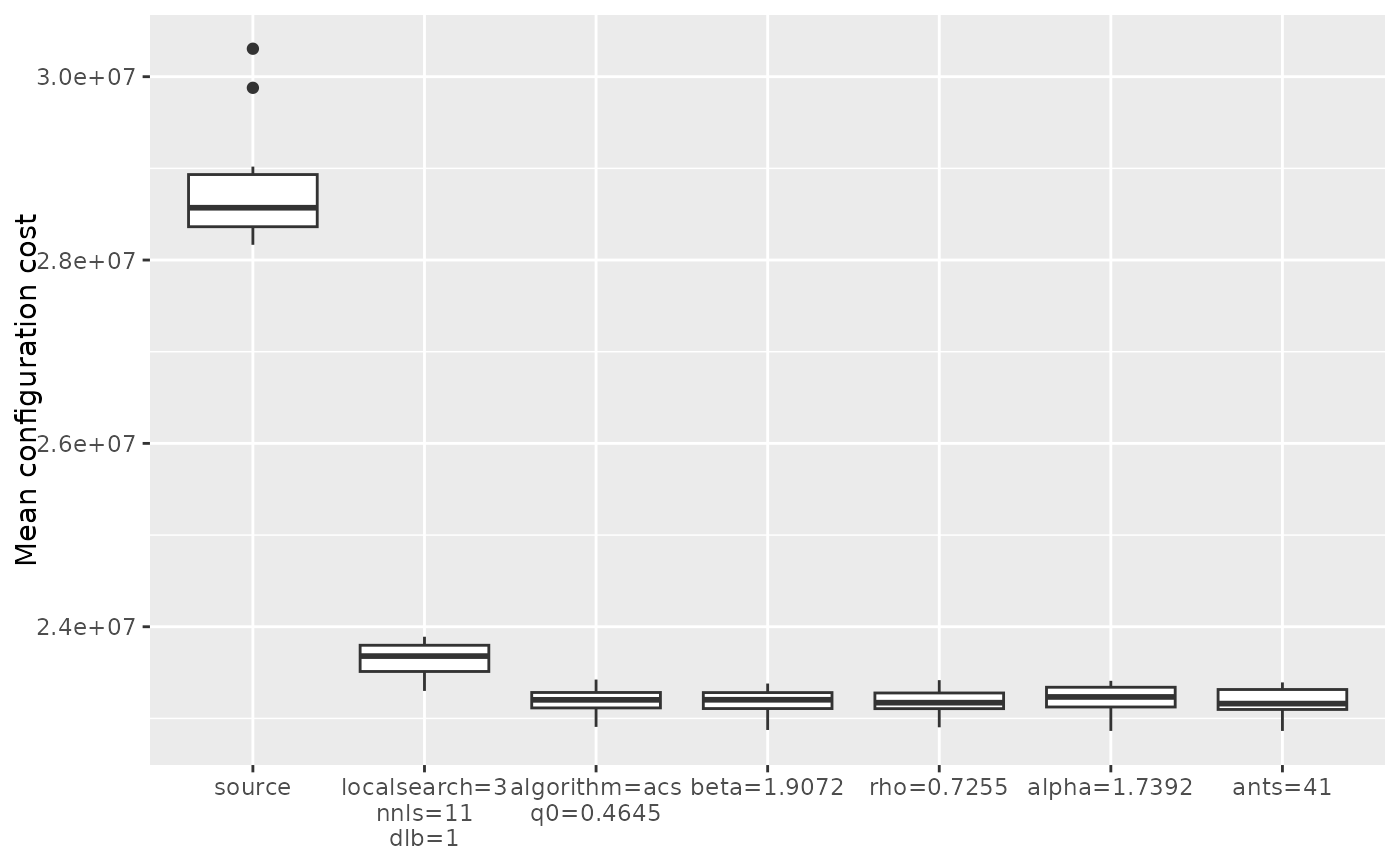 Mean configuration cost
3.0e+07
2.8e+07
2.6e+07
2.4e+07
source
localsearch=3
nnls=11
dlb=1
algorithm=acs
q0=0.4645
beta=1.9072
rho=0.7255
alpha=1.7392
ants=41